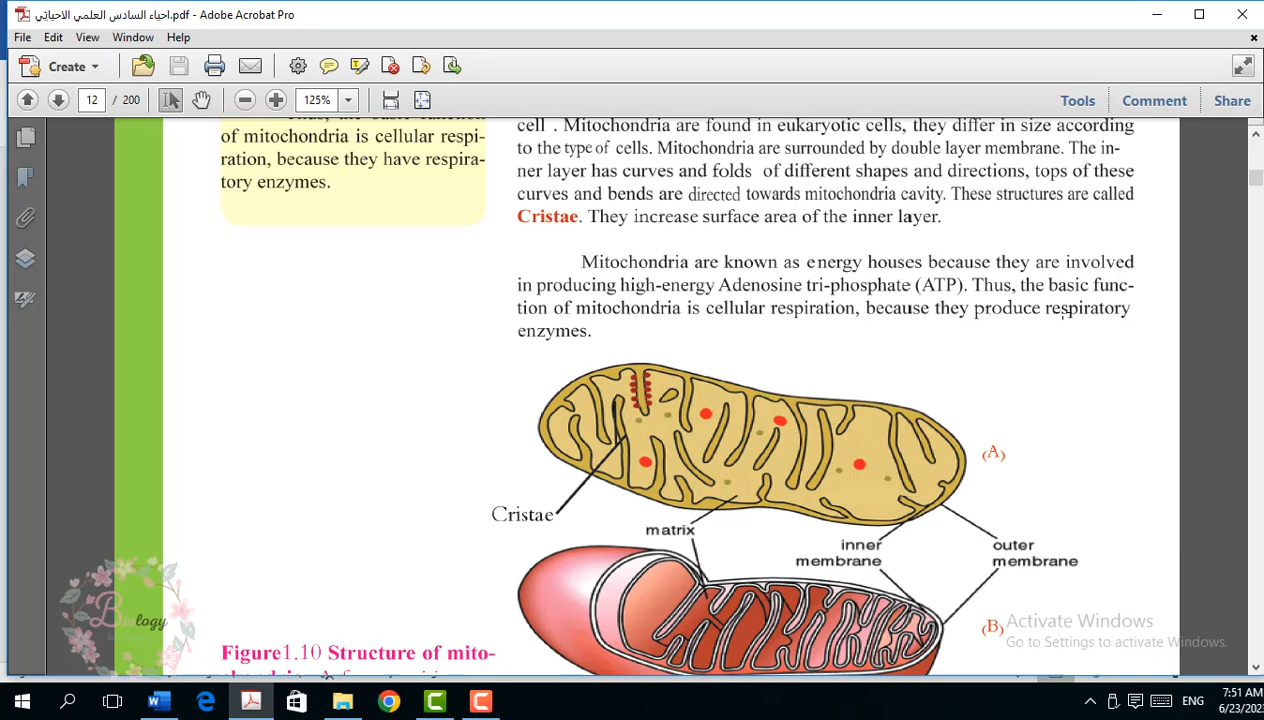 احياء السادس العلمي الاحيائي.pdf - Adobe Acrobat Pro
File Edit View Window Help
Create
12 / 200 125% Tools Comment Share
of mitochondria is cellular respi-
ration, because they have respira-
tory enzymes.
cell . Mitochondria are found in eukaryotic cells, they differ in size according
to the type of cells. Mitochondria are surrounded by double layer membrane. The in-
ner layer has curves and folds of different shapes and directions, tops of these
curves and bends are directed towards mitochondria cavity. These structures are called
Cristae. They increase surface area of the inner layer.
Mitochondria are known as energy houses because they are involved
in producing high-energy Adenosine tri-phosphate (ATP). Thus, the basic func-
tion of mitochondria is cellular respiration, because they produce respiratory
enzymes.
(A)
Cristae
matrix
inner
membrane
outer
membrane
(B)
Biology
Figure1.10 Structure of mito-
Activate Windows
Go to Settings to activate Windows.
ENG
7:51 AM